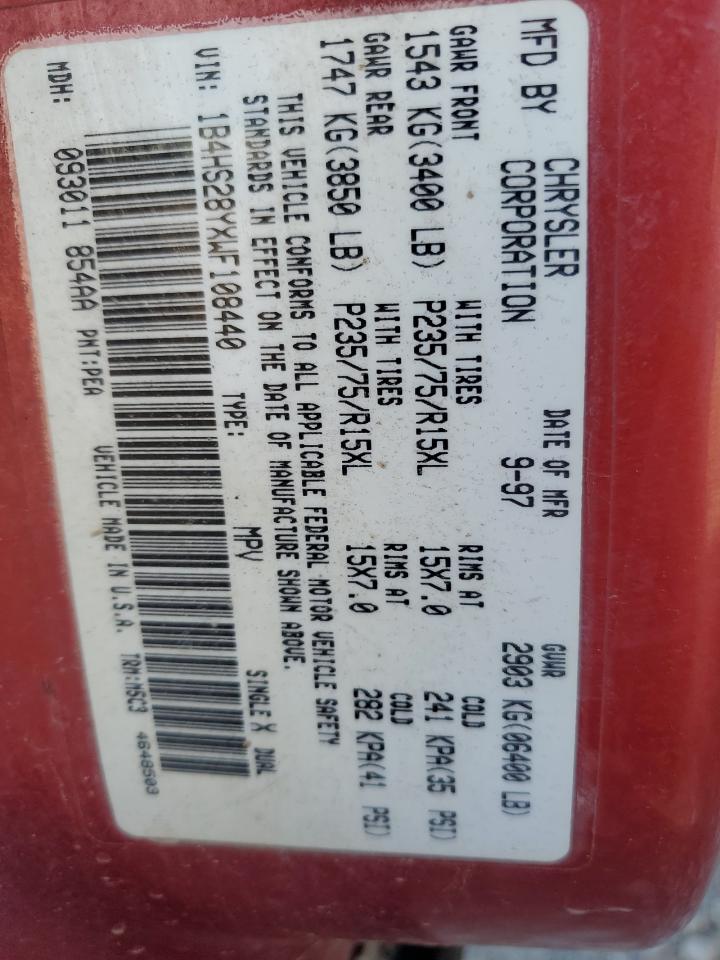 MFD BY CHRYSLER CORPORATION DATE OF MFR 9-97 GVWR 2903 KG(06400 LB)
GAWR FRONT WITH TIRES RIMS AT COLD
1543 KG(3400 LB) P235/75/R15XL 15X7.0 241 KPA(35 PSI)
GAWR REAR WITH TIRES RIMS AT COLD
1747 KG(3850 LB) P235/75/R15XL 15X7.0 282 KPA(41 PSI)
THIS VEHICLE CONFORMS TO ALL APPLICABLE FEDERAL MOTOR VEHICLE SAFETY
STANDARDS IN EFFECT ON THE DATE OF MANUFACTURE SHOWN ABOVE.
VIN: 1B4HS28YXWF108440 TYPE: MPV SINGLE X DUAL
MDH: 093011 854AA PNT:PEA VEHICLE MADE IN U.S.A. TRM:H5C3 4648503